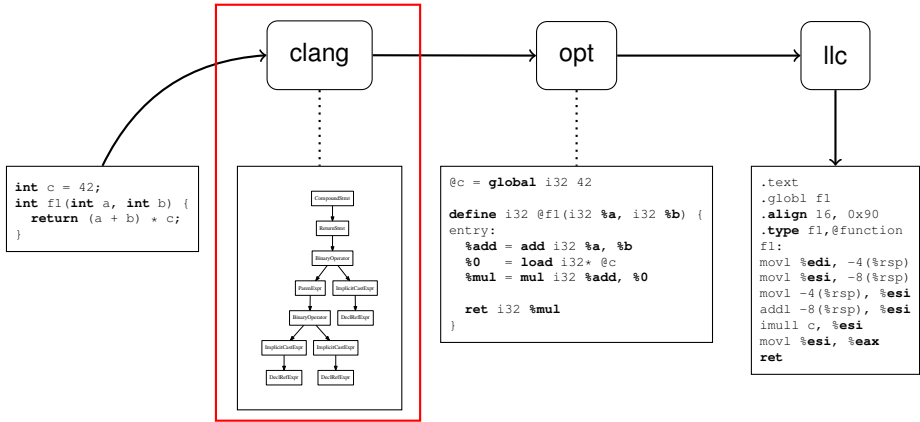 clang
opt
llc
int c = 42;
int f1(int a, int b) {
return (a + b) * c;
}
CompoundStmt
ReturnStmt
BinaryOperator
ParenExpr ImplicitCastExpr
BinaryOperator DeclRefExpr
ImplicitCastExpr ImplicitCastExpr
DeclRefExpr DeclRefExpr
@c = global i32 42
define i32 @f1(i32 %a, i32 %b) {
entry:
%add = add i32 %a, %b
%0 = load i32* @c
%mul = mul i32 %add, %0
ret i32 %mul
}
.text
.globl f1
.align 16, 0x90
.type f1,@function
f1:
movl %edi, -4(%rsp)
movl %esi, -8(%rsp)
movl -4(%rsp), %esi
addl -8(%rsp), %esi
imull c, %esi
movl %esi, %eax
ret